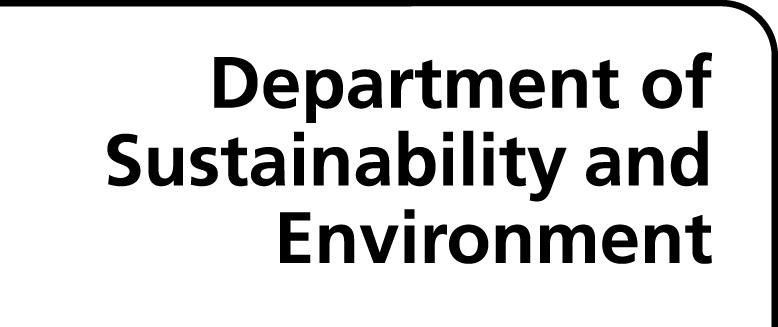 Department of
Sustainability and
Environment